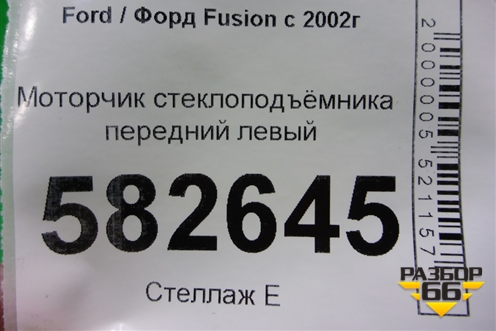 Ford / Форд Fusion с 2002г
Моторчик стеклоподъёмника
передний левый
582645
Стеллаж Е
2000005521157
РАЗБОР
66